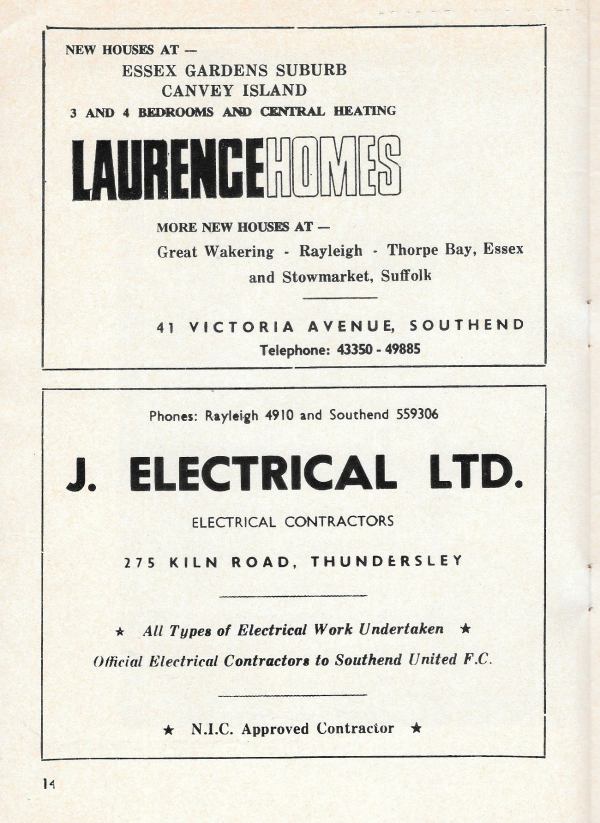 NEW HOUSES AT —
ESSEX GARDENS SUBURB
CANVEY ISLAND
3 AND 4 BEDROOMS AND CENTRAL HEATING
LAURENCEHOMES
MORE NEW HOUSES AT —
Great Wakering - Rayleigh - Thorpe Bay, Essex
and Stowmarket, Suffolk
41 VICTORIA AVENUE, SOUTHEND
Telephone: 43350 - 49885
Phones: Rayleigh 4910 and Southend 559306
J. ELECTRICAL LTD.
ELECTRICAL CONTRACTORS
275 KILN ROAD, THUNDERSLEY
★ All Types of Electrical Work Undertaken ★
Official Electrical Contractors to Southend United F.C.
★ N.I.C. Approved Contractor ★
14